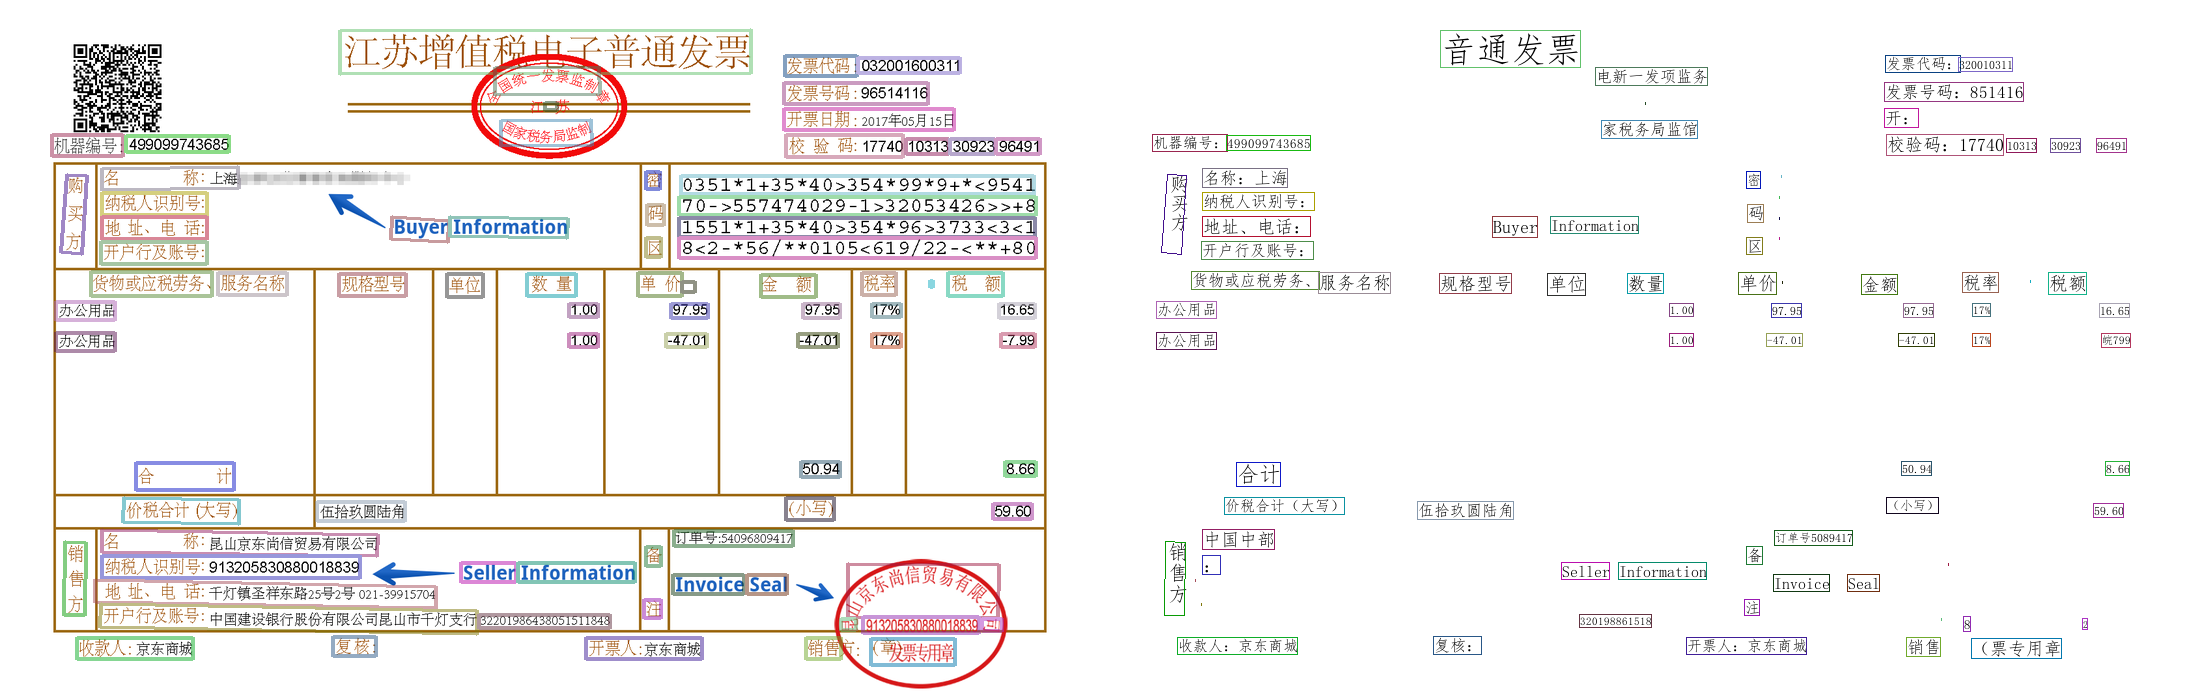 江苏增值税电子普通发票
全国统一发票监制章
江 苏
国家税务局监制
发票代码: 032001600311
发票号码: 96514116
开票日期: 2017年05月15日
校 验 码: 17740 10313 30923 96491
机器编号: 499099743685
购买方
名 称: 上海
纳税人识别号:
地 址、电 话:
开户行及账号:
Buyer Information
密码区
0351*1+35*40>354*99*9+*<9541
70->557474029-1>32053426>>+8
1551*1+35*40>354*96>3733<3<1
8<2-*56/**0105<619/22-<**+80
货物或应税劳务、服务名称 规格型号 单位 数 量 单 价 金 额 税率 税 额
办公用品 1.00 97.95 97.95 17% 16.65
办公用品 1.00 -47.01 -47.01 17% -7.99
合 计 50.94 8.66
价税合计 (大写) 伍拾玖圆陆角 (小写) 59.60
销售方
名 称: 昆山京东尚信贸易有限公司
纳税人识别号: 913205830880018839
地 址、电 话: 千灯镇圣祥东路25号2号 021-39915704
开户行及账号: 中国建设银行股份有限公司昆山市千灯支行 32201986438051511848
Seller Information
备注
订单号:54096809417
Invoice Seal
昆山京东尚信贸易有限公司
913205830880018839
发票专用章
收款人: 京东商城 复核: 开票人: 京东商城 销售方: (章)
音通发票
电新一发项监务
家税务局监馆
发票代码: 320010311
发票号码: 851416
开:
校验码: 17740 10313 30923 96491
机器编号: 499099743685
购买方
名称: 上海
纳税人识别号:
地址、电话:
开户行及账号:
Buyer Information
密
码
区
货物或应税劳务、服务名称 规格型号 单位 数量 单价 金额 税率 税额
办公用品 1.00 97.95 97.95 17% 16.65
办公用品 1.00 -47.01 -47.01 17% 皖799
合计 50.94 8.66
价税合计（大写） 伍拾玖圆陆角 （小写） 59.60
销售方
中国中部
:
Seller Information
320198861518
备
注
订单号5089417
Invoice Seal
8 2
收款人: 京东商城 复核: 开票人: 京东商城 销售 （票专用章